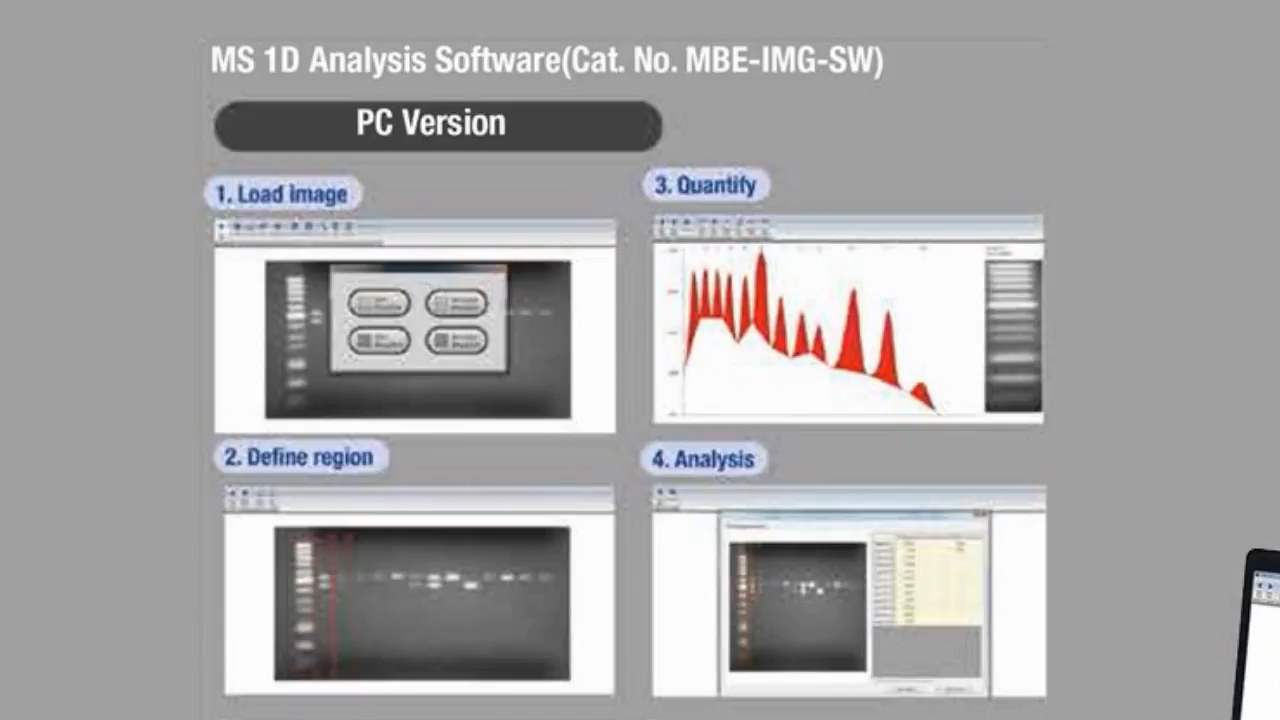 MS 1D Analysis Software(Cat. No. MBE-IMG-SW)
PC Version
1. Load image
3. Quantify
2. Define region
4. Analysis